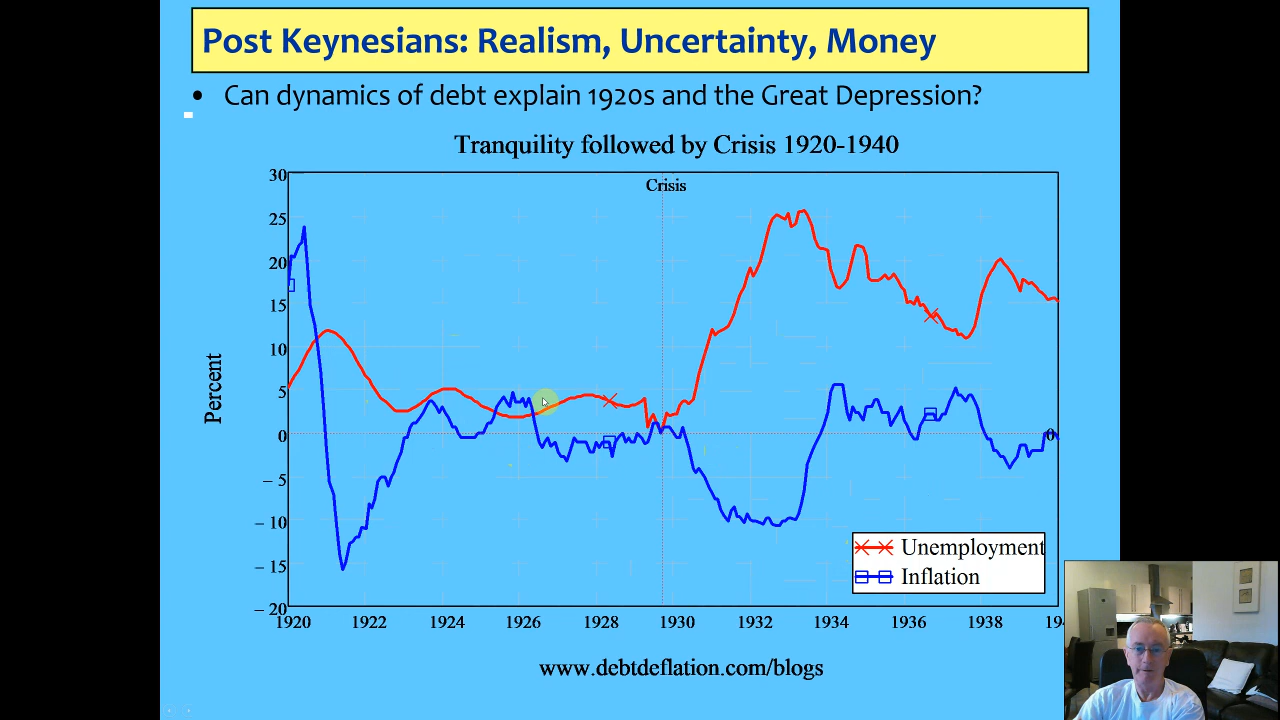 Post Keynesians: Realism, Uncertainty, Money
• Can dynamics of debt explain 1920s and the Great Depression?
Tranquility followed by Crisis 1920-1940
Crisis
30
25
20
15
10
5
0
– 5
– 10
– 15
– 20
Percent
0
Unemployment
Inflation
1920 1922 1924 1926 1928 1930 1932 1934 1936 1938 194
www.debtdeflation.com/blogs